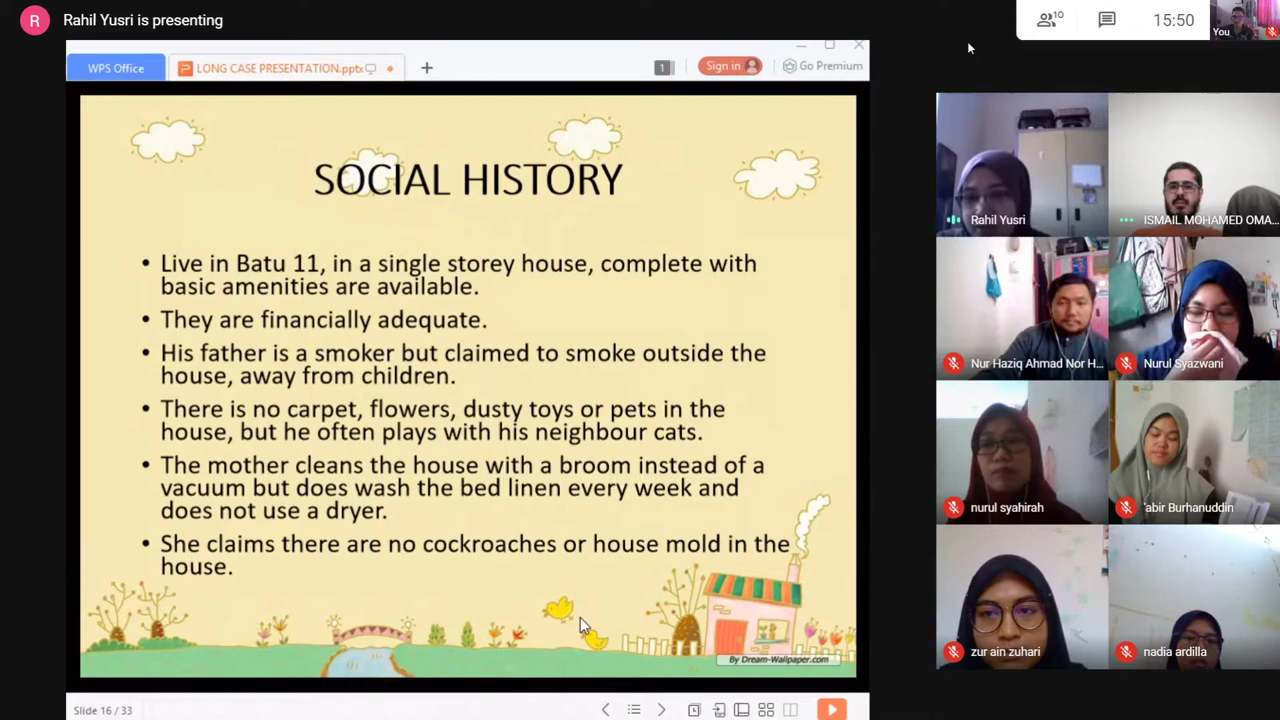 R
Rahil Yusri is presenting
10
15:50
You
WPS Office
LONG CASE PRESENTATION.pptx
1
Sign in
Go Premium
SOCIAL HISTORY
• Live in Batu 11, in a single storey house, complete with
basic amenities are available.
• They are financially adequate.
• His father is a smoker but claimed to smoke outside the
house, away from children.
• There is no carpet, flowers, dusty toys or pets in the
house, but he often plays with his neighbour cats.
• The mother cleans the house with a broom instead of a
vacuum but does wash the bed linen every week and
does not use a dryer.
• She claims there are no cockroaches or house mold in the
house.
By Dream-Wallpaper.com
Slide 16 / 33
Rahil Yusri
ISMAIL MOHAMED OMA...
Nur Haziq Ahmad Nor H...
Nurul Syazwani
nurul syahirah
'abir Burhanuddin
zur ain zuhari
nadia ardilla